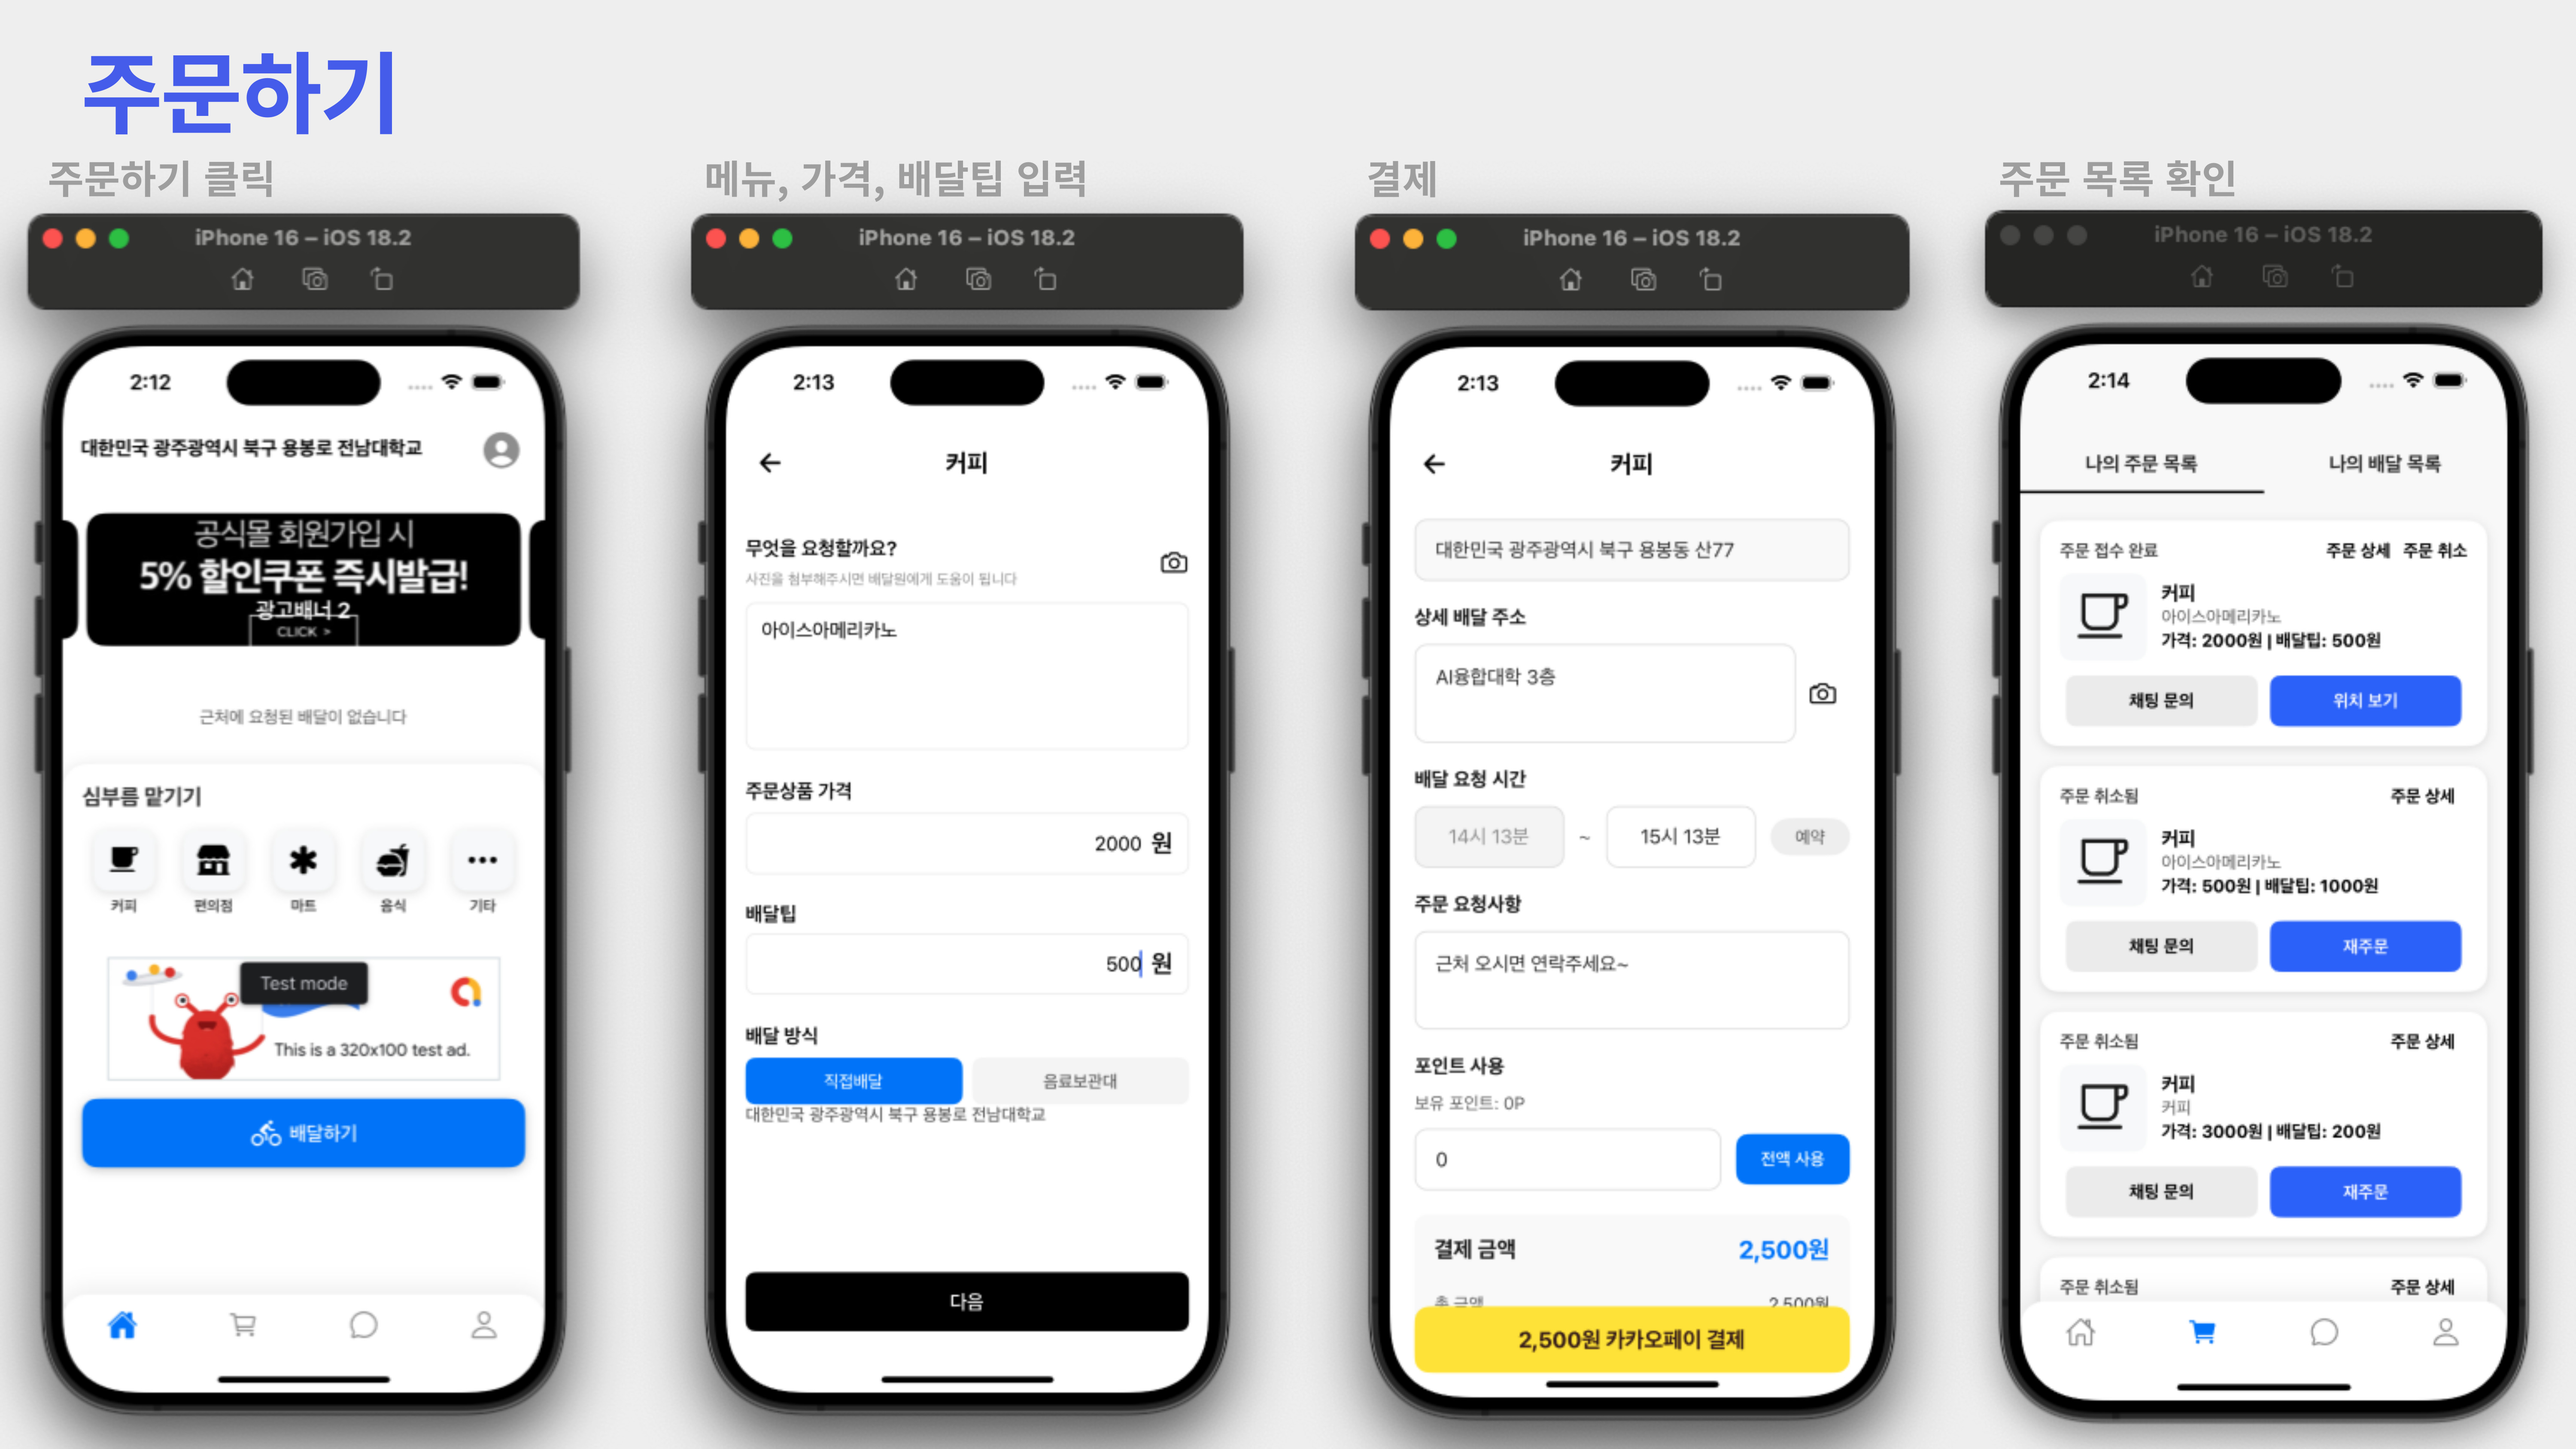 주문하기
주문하기 클릭
iPhone 16 – iOS 18.2
2:12
대한민국 광주광역시 북구 용봉로 전남대학교
공식몰 회원가입 시
5% 할인쿠폰 즉시발급!
광고배너 2
CLICK >
근처에 요청된 배달이 없습니다
심부름 맡기기
커피 편의점 마트 음식 기타
Test mode
This is a 320x100 test ad.
배달하기
메뉴, 가격, 배달팁 입력
iPhone 16 – iOS 18.2
2:13
커피
무엇을 요청할까요?
사진을 첨부해주시면 배달원에게 도움이 됩니다
아이스아메리카노
주문상품 가격
2000 원
배달팁
500 원
배달 방식
직접배달 음료보관대
대한민국 광주광역시 북구 용봉로 전남대학교
다음
결제
iPhone 16 – iOS 18.2
2:13
커피
대한민국 광주광역시 북구 용봉동 산77
상세 배달 주소
AI융합대학 3층
배달 요청 시간
14시 13분 ~ 15시 13분 예약
주문 요청사항
근처 오시면 연락주세요~
포인트 사용
보유 포인트: 0P
0 전액 사용
결제 금액 2,500원
총 금액 2,500원
2,500원 카카오페이 결제
주문 목록 확인
iPhone 16 – iOS 18.2
2:14
나의 주문 목록 나의 배달 목록
주문 접수 완료 주문 상세 주문 취소
커피
아이스아메리카노
가격: 2000원 | 배달팁: 500원
채팅 문의 위치 보기
주문 취소됨 주문 상세
커피
아이스아메리카노
가격: 500원 | 배달팁: 1000원
채팅 문의 재주문
주문 취소됨 주문 상세
커피
커피
가격: 3000원 | 배달팁: 200원
채팅 문의 재주문
주문 취소됨 주문 상세